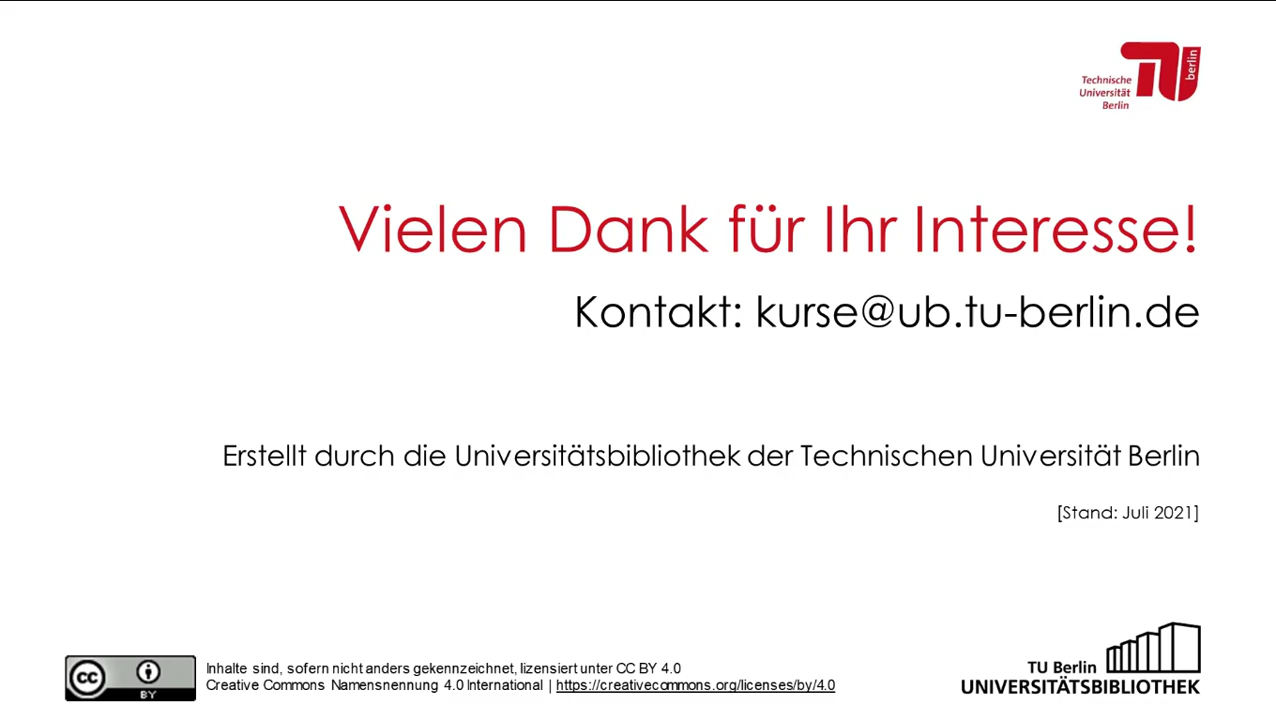 Technische
Universität
Berlin
berlin
Vielen Dank für Ihr Interesse!
Kontakt: kurse@ub.tu-berlin.de
Erstellt durch die Universitätsbibliothek der Technischen Universität Berlin
[Stand: Juli 2021]
cc
BY
Inhalte sind, sofern nicht anders gekennzeichnet, lizensiert unter CC BY 4.0
Creative Commons Namensnennung 4.0 International | https://creativecommons.org/licenses/by/4.0
TU Berlin
UNIVERSITÄTSBIBLIOTHEK